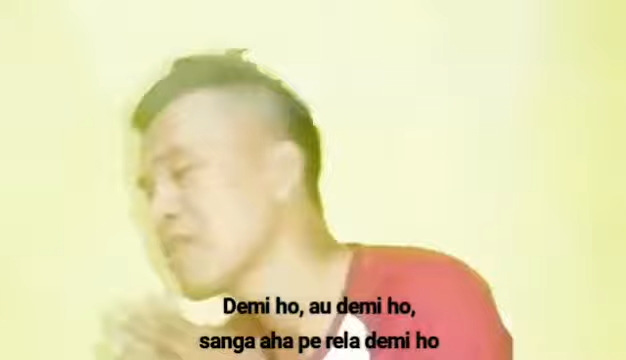 Demi ho, au demi ho,
sanga aha pe rela demi ho